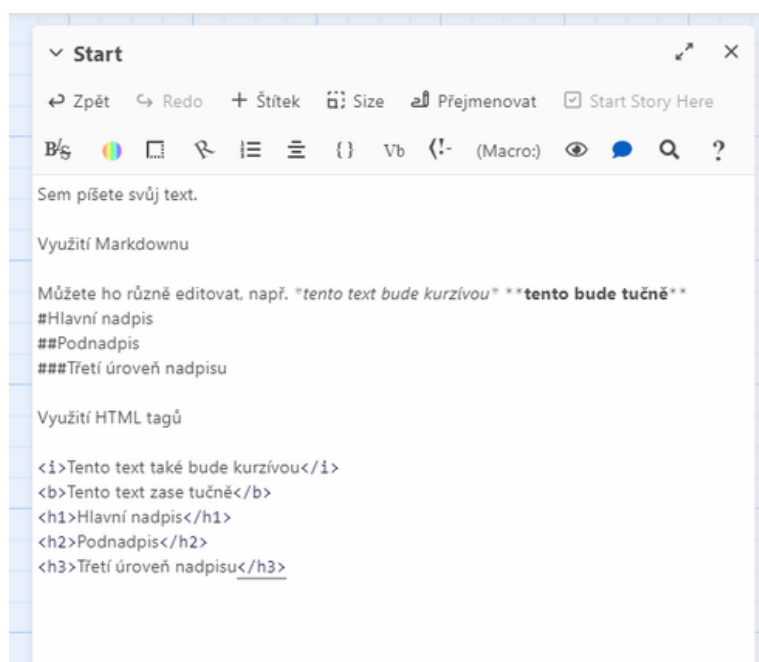 Start
Zpět Redo + Štítek Size Přejmenovat Start Story Here
B/S { } Vb (!- (Macro:) ?
Sem píšete svůj text.
Využití Markdownu
Můžete ho různě editovat, např. *tento text bude kurzívou* **tento bude tučně**
#Hlavní nadpis
##Podnadpis
###Třetí úroveň nadpisu
Využití HTML tagů
<i>Tento text také bude kurzívou</i>
<b>Tento text zase tučně</b>
<h1>Hlavní nadpis</h1>
<h2>Podnadpis</h2>
<h3>Třetí úroveň nadpisu</h3>